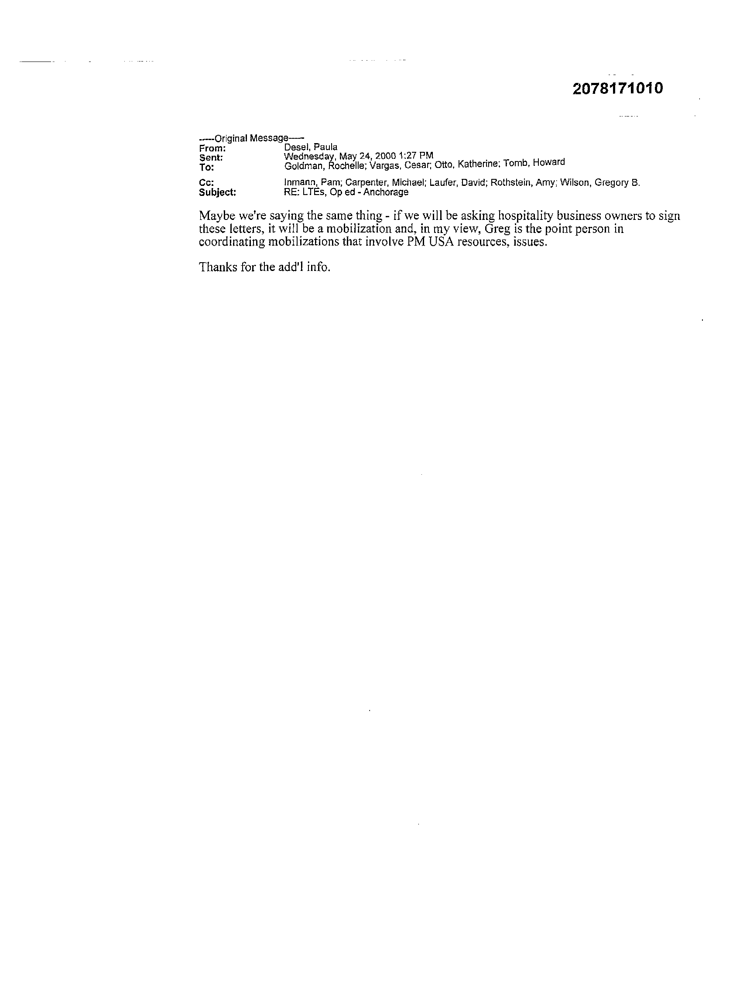 2078171010
-----Original Message-----
From: Desel, Paula
Sent: Wednesday, May 24, 2000 1:27 PM
To: Goldman, Rochelle; Vargas, Cesar; Otto, Katherine; Tomb, Howard
Cc: Inmann, Pam; Carpenter, Michael; Laufer, David; Rothstein, Amy; Wilson, Gregory B.
Subject: RE: LTEs, Op ed - Anchorage
Maybe we're saying the same thing - if we will be asking hospitality business owners to sign
these letters, it will be a mobilization and, in my view, Greg is the point person in
coordinating mobilizations that involve PM USA resources, issues.
Thanks for the add'l info.